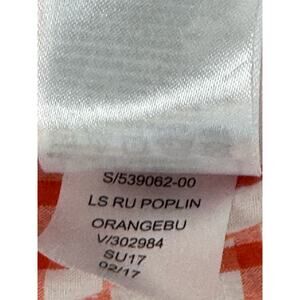 S/539062-00
LS RU POPLIN
ORANGEBU
V/302984
SU17
02/17